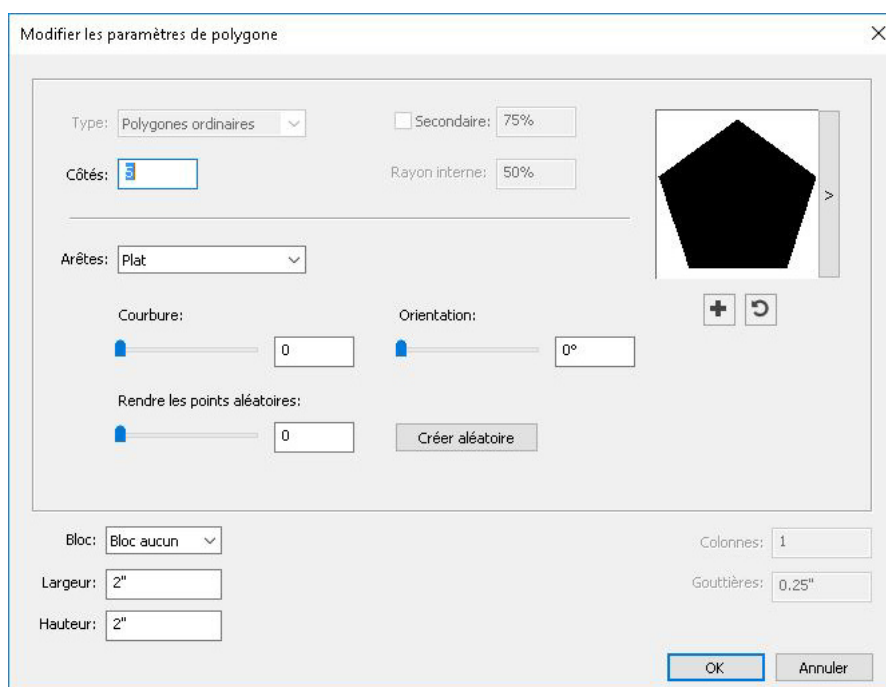 Modifier les paramètres de polygone
Type: Polygones ordinaires
Secondaire: 75%
Côtés: 5
Rayon interne: 50%
>
Arêtes: Plat
Courbure:
0
Orientation:
0°
Rendre les points aléatoires:
0
Créer aléatoire
Bloc: Bloc aucun
Colonnes: 1
Largeur: 2"
Gouttières: 0.25"
Hauteur: 2"
OK
Annuler